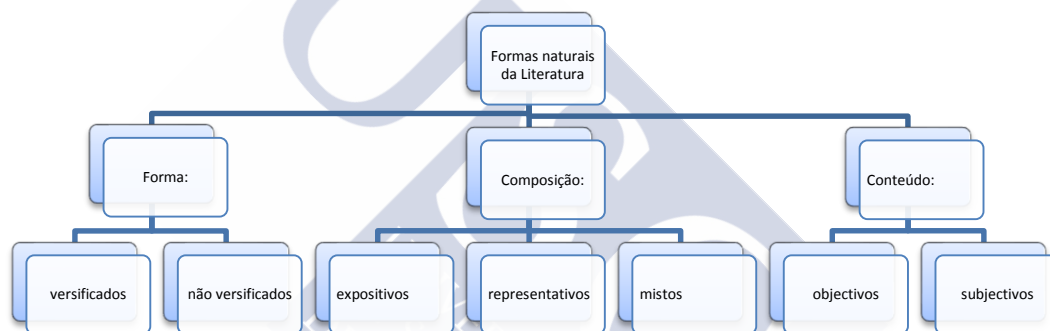 Formas naturais
da Literatura
Forma:
Composição:
Conteúdo:
versificados
não versificados
expositivos
representativos
mistos
objectivos
subjectivos